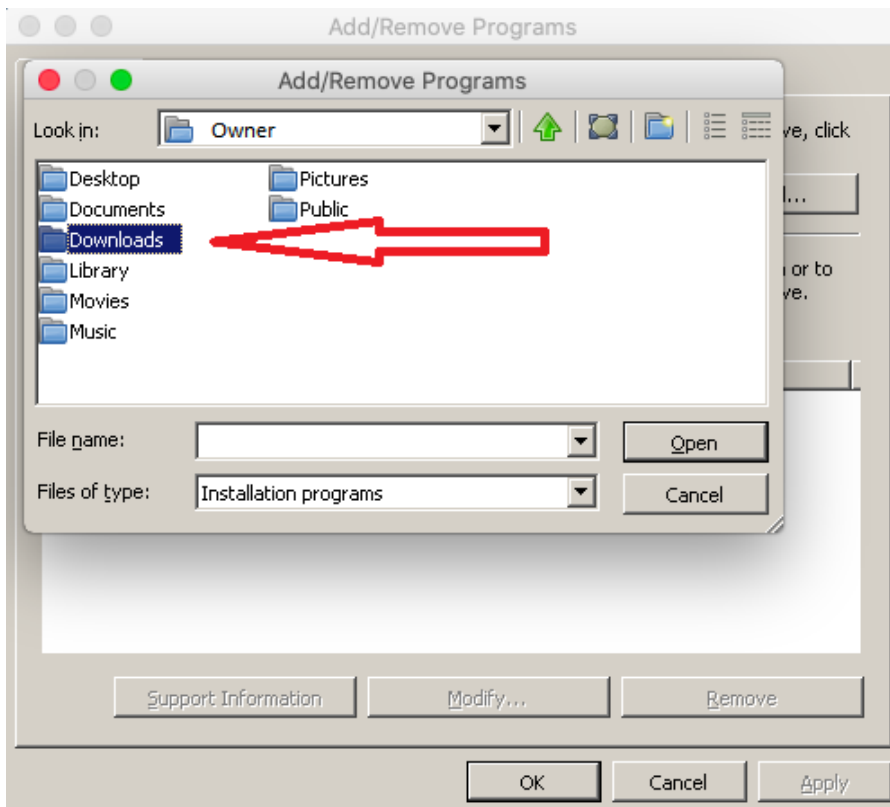 Add/Remove Programs
Add/Remove Programs
Look in: Owner
ve, click
Desktop
Documents
Downloads
Library
Movies
Music
Pictures
Public
...
or to
ve.
File name:
Open
Files of type: Installation programs
Cancel
Support Information Modify... Remove
OK Cancel Apply